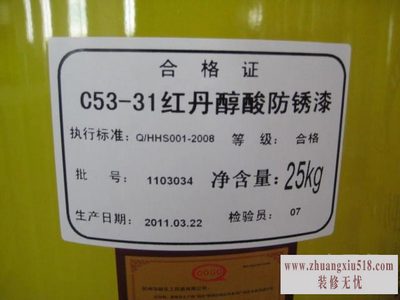 合格证
C53-31红丹醇酸防锈漆
执行标准: Q/HHS001-2008 等 级: 合格
批 号: 1103034 净含量: 25kg
生产日期: 2011.03.22 检验员: 07
www.zhuangxiu518.com
装修无忧